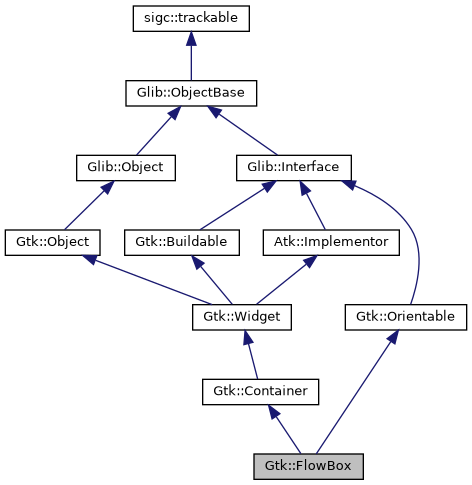 sigc::trackable
Glib::ObjectBase
Glib::Object
Glib::Interface
Gtk::Object
Gtk::Buildable
Atk::Implementor
Gtk::Widget
Gtk::Orientable
Gtk::Container
Gtk::FlowBox